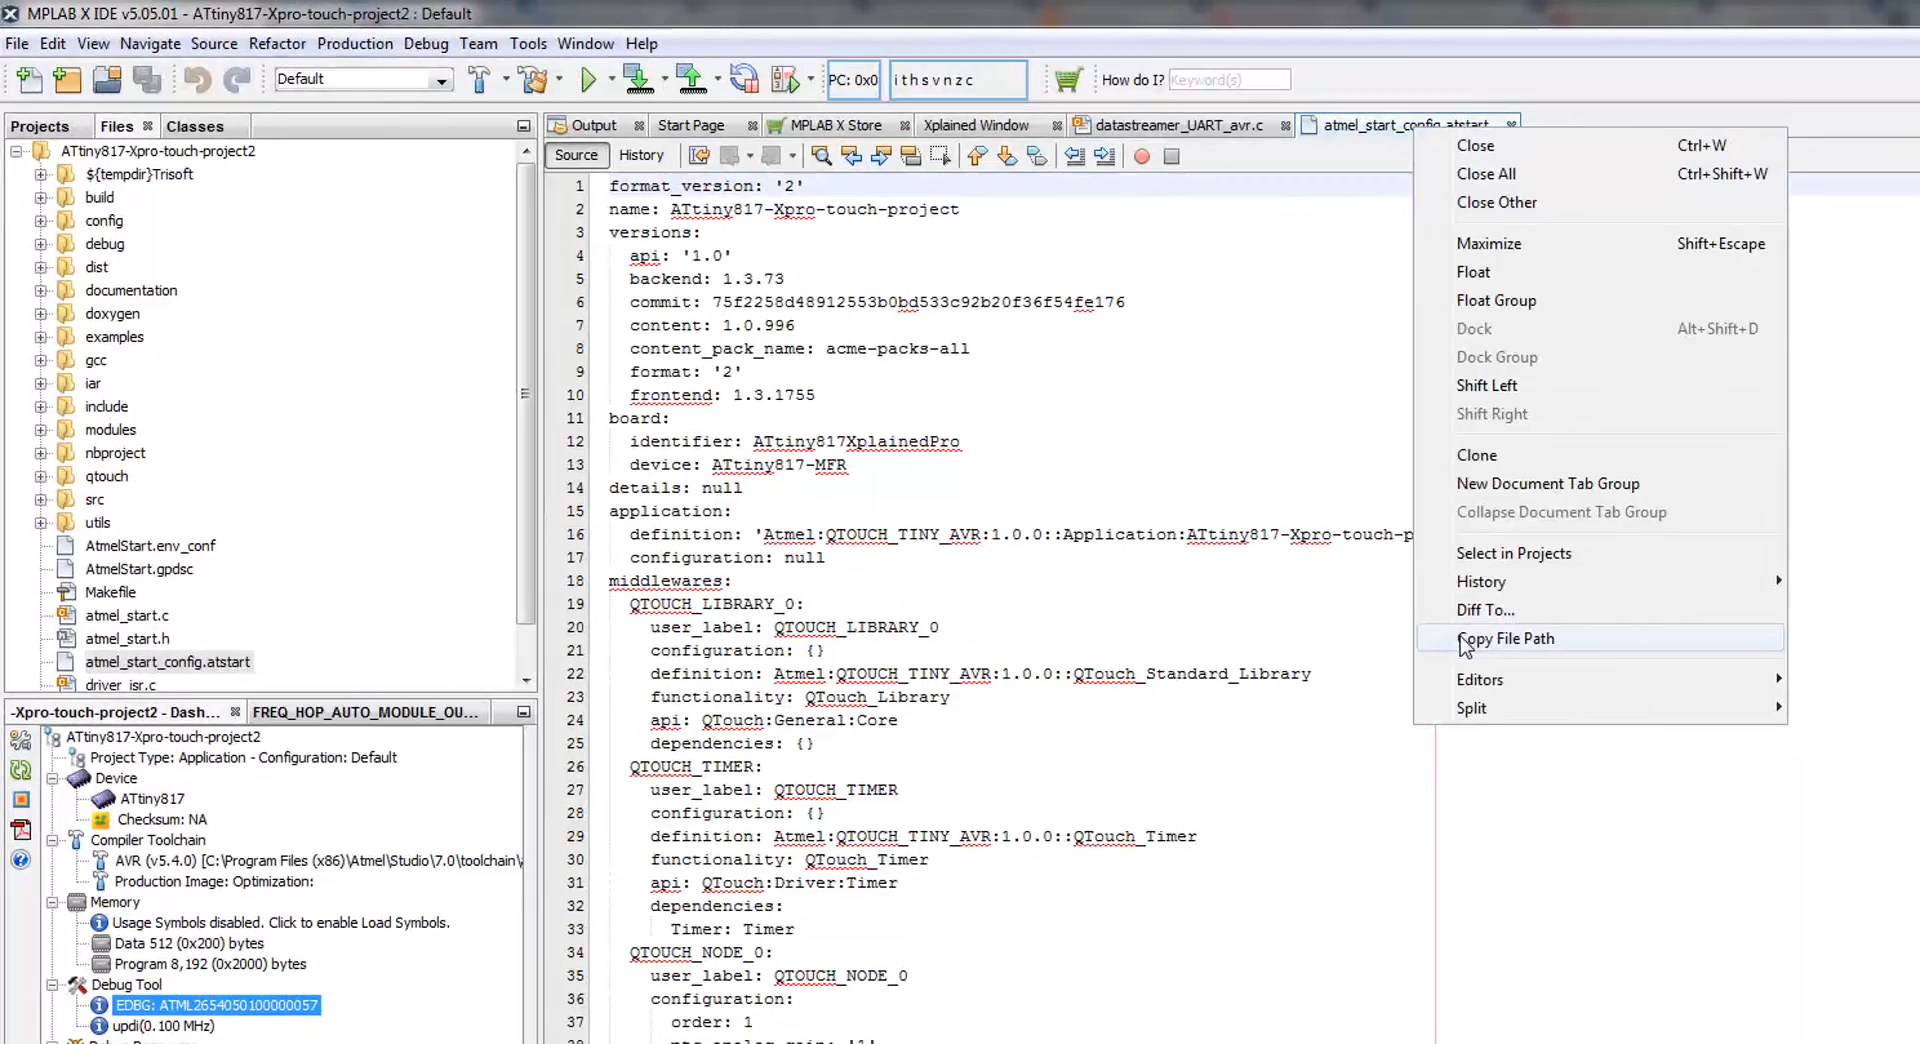 MPLAB X IDE v5.05.01 - ATtiny817-Xpro-touch-project2 : Default
File Edit View Navigate Source Refactor Production Debug Team Tools Window Help
Default
PC: 0x0
i t h s v n z c
How do I?
Keyword(s)
Projects Files Classes
ATtiny817-Xpro-touch-project2
${tempdir}Trisoft
build
config
debug
dist
documentation
doxygen
examples
gcc
iar
include
modules
nbproject
qtouch
src
utils
AtmelStart.env_conf
AtmelStart.gpdsc
Makefile
atmel_start.c
atmel_start.h
atmel_start_config.atstart
driver_isr.c
-Xpro-touch-project2 - Dash... FREQ_HOP_AUTO_MODULE_OU...
ATtiny817-Xpro-touch-project2
Project Type: Application - Configuration: Default
Device
ATtiny817
Checksum: NA
Compiler Toolchain
AVR (v5.4.0) [C:\Program Files (x86)\Atmel\Studio\7.0\toolchain\
Production Image: Optimization:
Memory
Usage Symbols disabled. Click to enable Load Symbols.
Data 512 (0x200) bytes
Program 8,192 (0x2000) bytes
Debug Tool
EDBG: ATML2654050100000057
updi(0.100 MHz)
Output Start Page MPLAB X Store Xplained Window datastreamer_UART_avr.c atmel_start_config.atstart
Source History
1 format_version: '2'
2 name: ATtiny817-Xpro-touch-project
3 versions:
4 api: '1.0'
5 backend: 1.3.73
6 commit: 75f2258d48912553b0bd533c92b20f36f54fe176
7 content: 1.0.996
8 content_pack_name: acme-packs-all
9 format: '2'
10 frontend: 1.3.1755
11 board:
12 identifier: ATtiny817XplainedPro
13 device: ATtiny817-MFR
14 details: null
15 application:
16 definition: 'Atmel:QTOUCH_TINY_AVR:1.0.0::Application:ATtiny817-Xpro-touch-p
17 configuration: null
18 middlewares:
19 QTOUCH_LIBRARY_0:
20 user_label: QTOUCH_LIBRARY_0
21 configuration: {}
22 definition: Atmel:QTOUCH_TINY_AVR:1.0.0::QTouch_Standard_Library
23 functionality: QTouch_Library
24 api: QTouch:General:Core
25 dependencies: {}
26 QTOUCH_TIMER:
27 user_label: QTOUCH_TIMER
28 configuration: {}
29 definition: Atmel:QTOUCH_TINY_AVR:1.0.0::QTouch_Timer
30 functionality: QTouch_Timer
31 api: QTouch:Driver:Timer
32 dependencies:
33 Timer: Timer
34 QTOUCH_NODE_0:
35 user_label: QTOUCH_NODE_0
36 configuration:
37 order: 1
Close Ctrl+W
Close All Ctrl+Shift+W
Close Other
Maximize Shift+Escape
Float
Float Group
Dock Alt+Shift+D
Dock Group
Shift Left
Shift Right
Clone
New Document Tab Group
Collapse Document Tab Group
Select in Projects
History
Diff To...
Copy File Path
Editors
Split